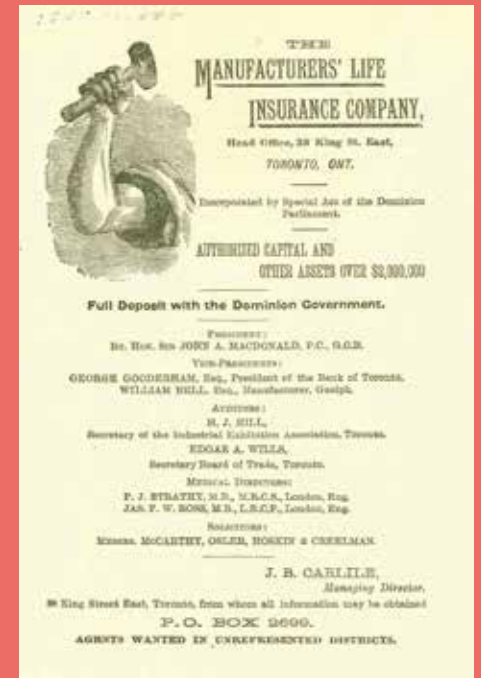 THE
MANUFACTURERS' LIFE
INSURANCE COMPANY,
Head Office, 38 King St. East,
TORONTO, ONT.
Incorporated by Special Act of the Dominion
Parliament.
AUTHORIZED CAPITAL AND
OTHER ASSETS OVER $2,000,000
Full Deposit with the Dominion Government.
PRESIDENT:
RT. HON. SIR JOHN A. MACDONALD, P.C., G.C.B.
VICE-PRESIDENTS:
GEORGE GOODERHAM, Esq., President of the Bank of Toronto.
WILLIAM BELL, Esq., Manufacturer, Guelph.
AUDITORS:
H. J. HILL,
Secretary of the Industrial Exhibition Association, Toronto.
EDGAR A. WILLS,
Secretary Board of Trade, Toronto.
MEDICAL DIRECTORS:
P. J. STRATHY, M.D., M.R.C.S., London, Eng.
JAS. F. W. ROSS, M.D., L.R.C.P., London, Eng.
SOLICITORS:
MESSRS. McCARTHY, OSLER, HOSKIN & CREELMAN.
J. B. CARLILE,
Managing Director.
38 King Street East, Toronto, from whom all information may be obtained
P.O. BOX 2699.
AGENTS WANTED IN UNREPRESENTED DISTRICTS.